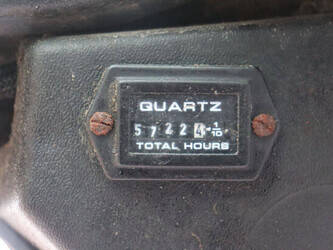 QUARTZ
57224 1/10
TOTAL HOURS